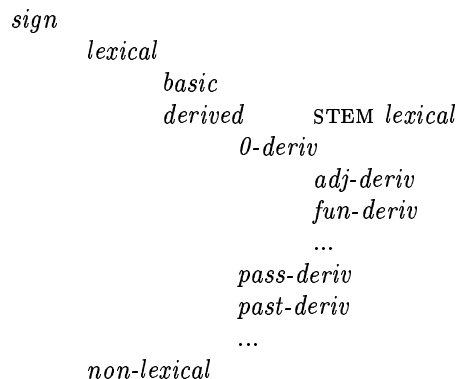 sign
lexical
basic
derived STEM lexical
0-deriv
adj-deriv
fun-deriv
...
pass-deriv
past-deriv
...
non-lexical